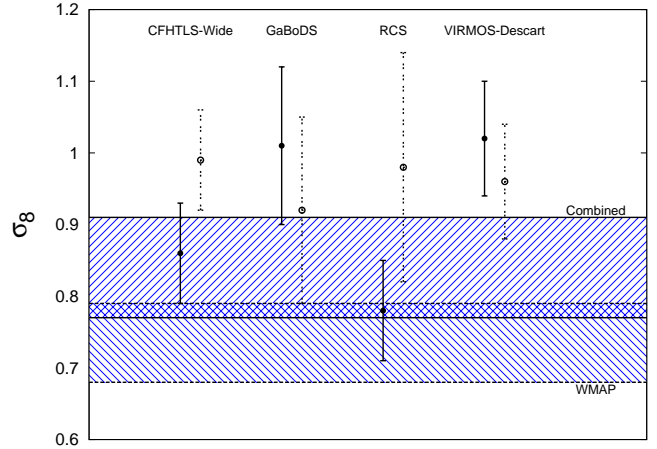 1.2
CFHTLS-Wide GaBoDS RCS VIRMOS-Descart
1.1
1
σ8
0.9
Combined
0.8
0.7
WMAP
0.6